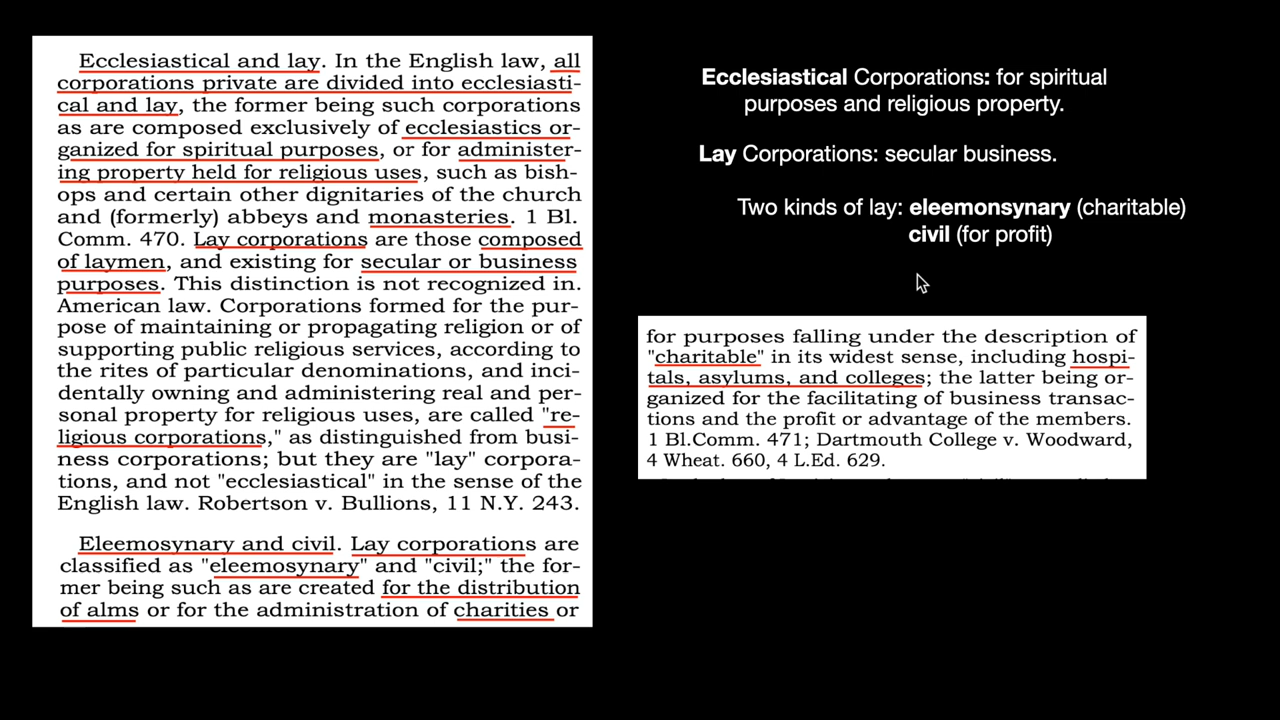 Ecclesiastical and lay. In the English law, all
corporations private are divided into ecclesiasti-
cal and lay, the former being such corporations
as are composed exclusively of ecclesiastics or-
ganized for spiritual purposes, or for administer-
ing property held for religious uses, such as bish-
ops and certain other dignitaries of the church
and (formerly) abbeys and monasteries. 1 Bl.
Comm. 470. Lay corporations are those composed
of laymen, and existing for secular or business
purposes. This distinction is not recognized in.
American law. Corporations formed for the pur-
pose of maintaining or propagating religion or of
supporting public religious services, according to
the rites of particular denominations, and inci-
dentally owning and administering real and per-
sonal property for religious uses, are called "re-
ligious corporations," as distinguished from busi-
ness corporations; but they are "lay" corpora-
tions, and not "ecclesiastical" in the sense of the
English law. Robertson v. Bullions, 11 N.Y. 243.
Eleemosynary and civil. Lay corporations are
classified as "eleemosynary" and "civil;" the for-
mer being such as are created for the distribution
of alms or for the administration of charities or
Ecclesiastical Corporations: for spiritual
purposes and religious property.
Lay Corporations: secular business.
Two kinds of lay: eleemonsynary (charitable)
civil (for profit)
for purposes falling under the description of
"charitable" in its widest sense, including hospi-
tals, asylums, and colleges; the latter being or-
ganized for the facilitating of business transac-
tions and the profit or advantage of the members.
1 Bl.Comm. 471; Dartmouth College v. Woodward,
4 Wheat. 660, 4 L.Ed. 629.